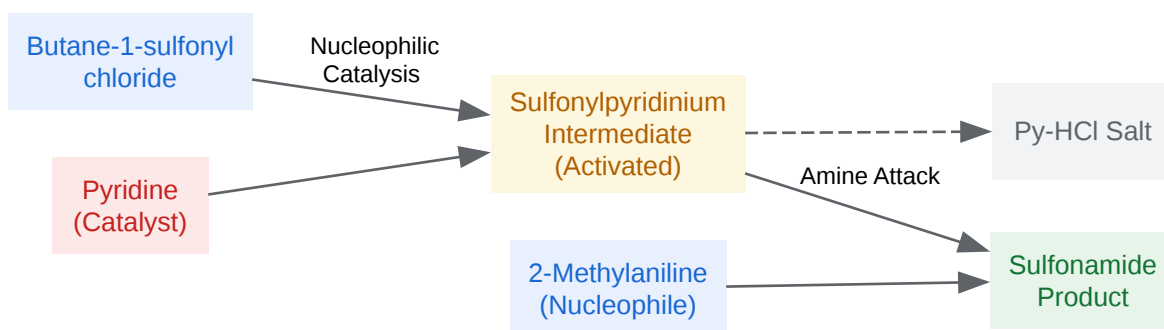 Butane-1-sulfonyl
chloride
Nucleophilic
Catalysis
Pyridine
(Catalyst)
Sulfonylpyridinium
Intermediate
(Activated)
Py-HCl Salt
Amine Attack
2-Methylaniline
(Nucleophile)
Sulfonamide
Product